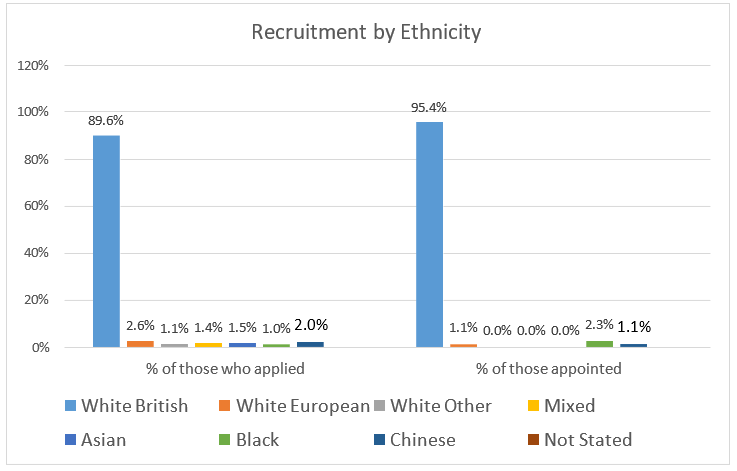 Recruitment by Ethnicity
120%
100%
80%
60%
40%
20%
0%
89.6%
2.6%
1.1%
1.4%
1.5%
1.0%
2.0%
95.4%
1.1%
0.0%
0.0%
0.0%
2.3%
1.1%
% of those who applied
% of those appointed
White British
White European
White Other
Mixed
Asian
Black
Chinese
Not Stated